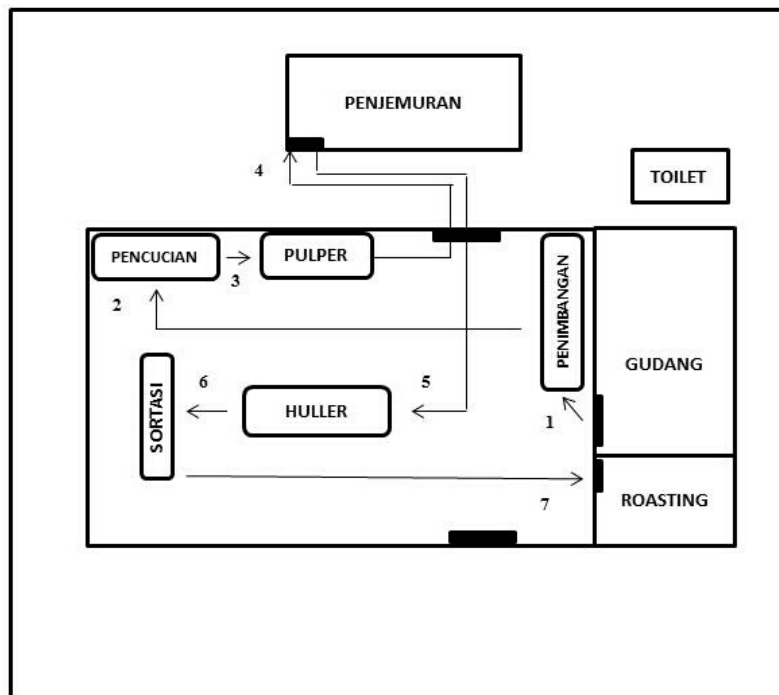 PENJEMURAN
4
TOILET
PENCUCIAN
3
PULPER
2
PENIMBANGAN
GUDANG
SORTASI
6
HULLER
5
1
7
ROASTING